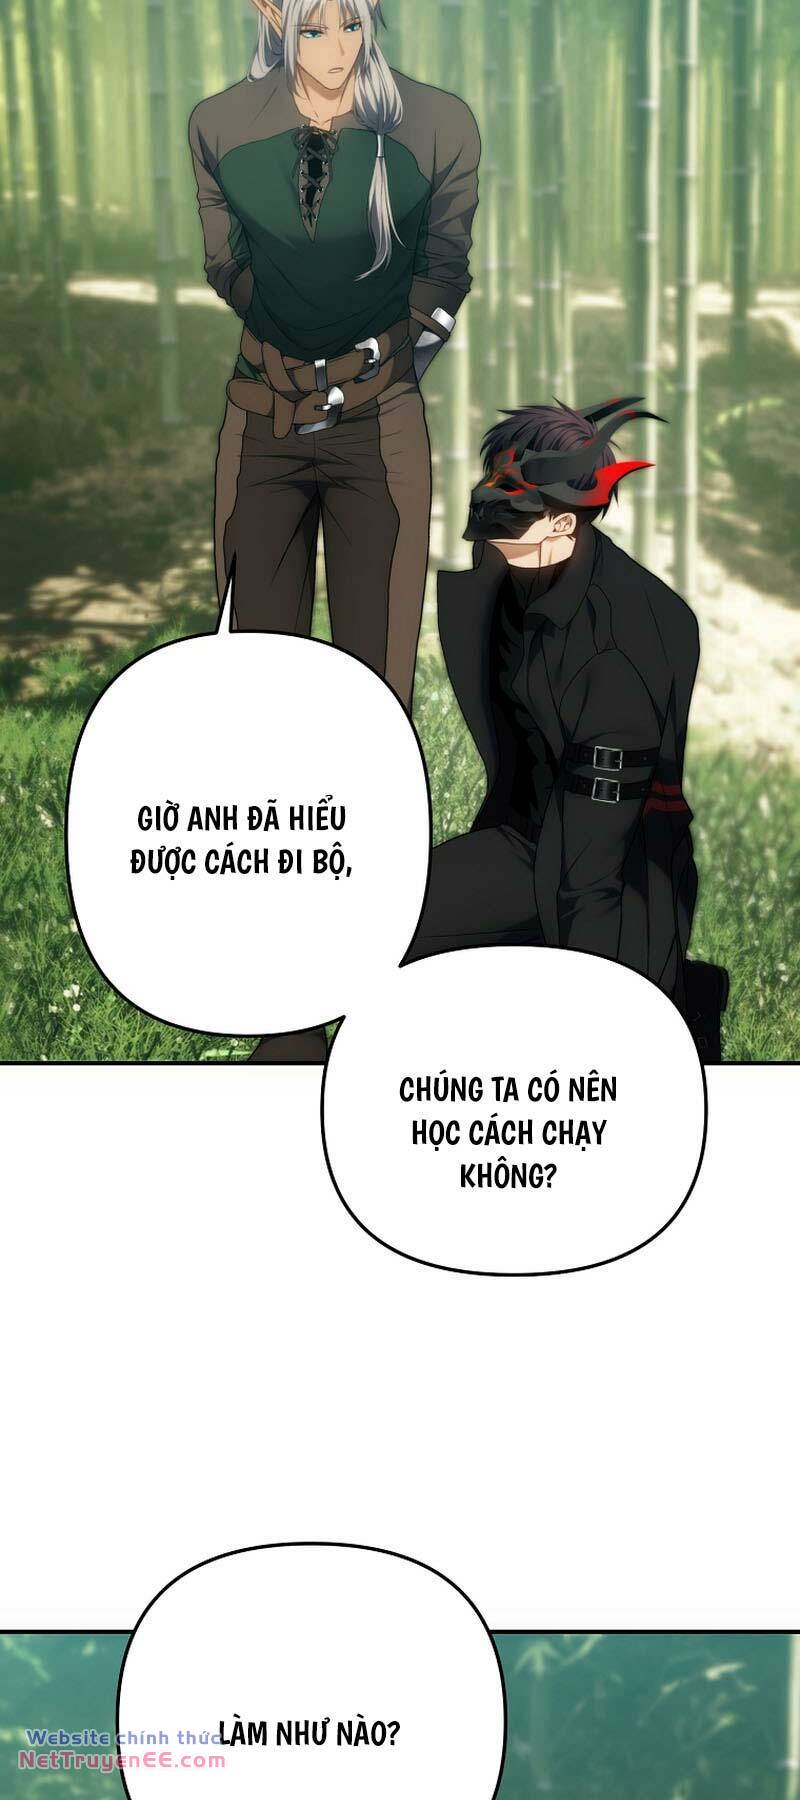 GIỜ ANH ĐÃ HIỂU
ĐƯỢC CÁCH ĐI BỘ,
CHÚNG TA CÓ NÊN
HỌC CÁCH CHẠY
KHÔNG?
LÀM NHƯ NÀO?
Website chính thức
NetTruyenEE.com